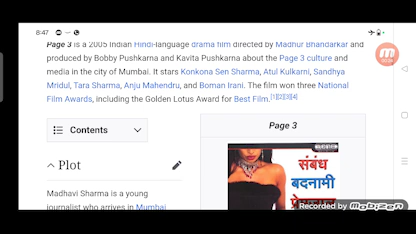 8:47
Page 3 is a 2005 Indian Hindi-language drama film directed by Madhur Bhandarkar and
produced by Bobby Pushkarna and Kavita Pushkarna about the Page 3 culture and
media in the city of Mumbai. It stars Konkona Sen Sharma, Atul Kulkarni, Sandhya
Mridul, Tara Sharma, Anju Mahendru, and Boman Irani. The film won three National
Film Awards, including the Golden Lotus Award for Best Film.[1][2][3][4]
Contents
Page 3
Plot
Madhavi Sharma is a young
journalist who arrives in Mumbai
संबंध
बदनामी
Recorded by Mobizen